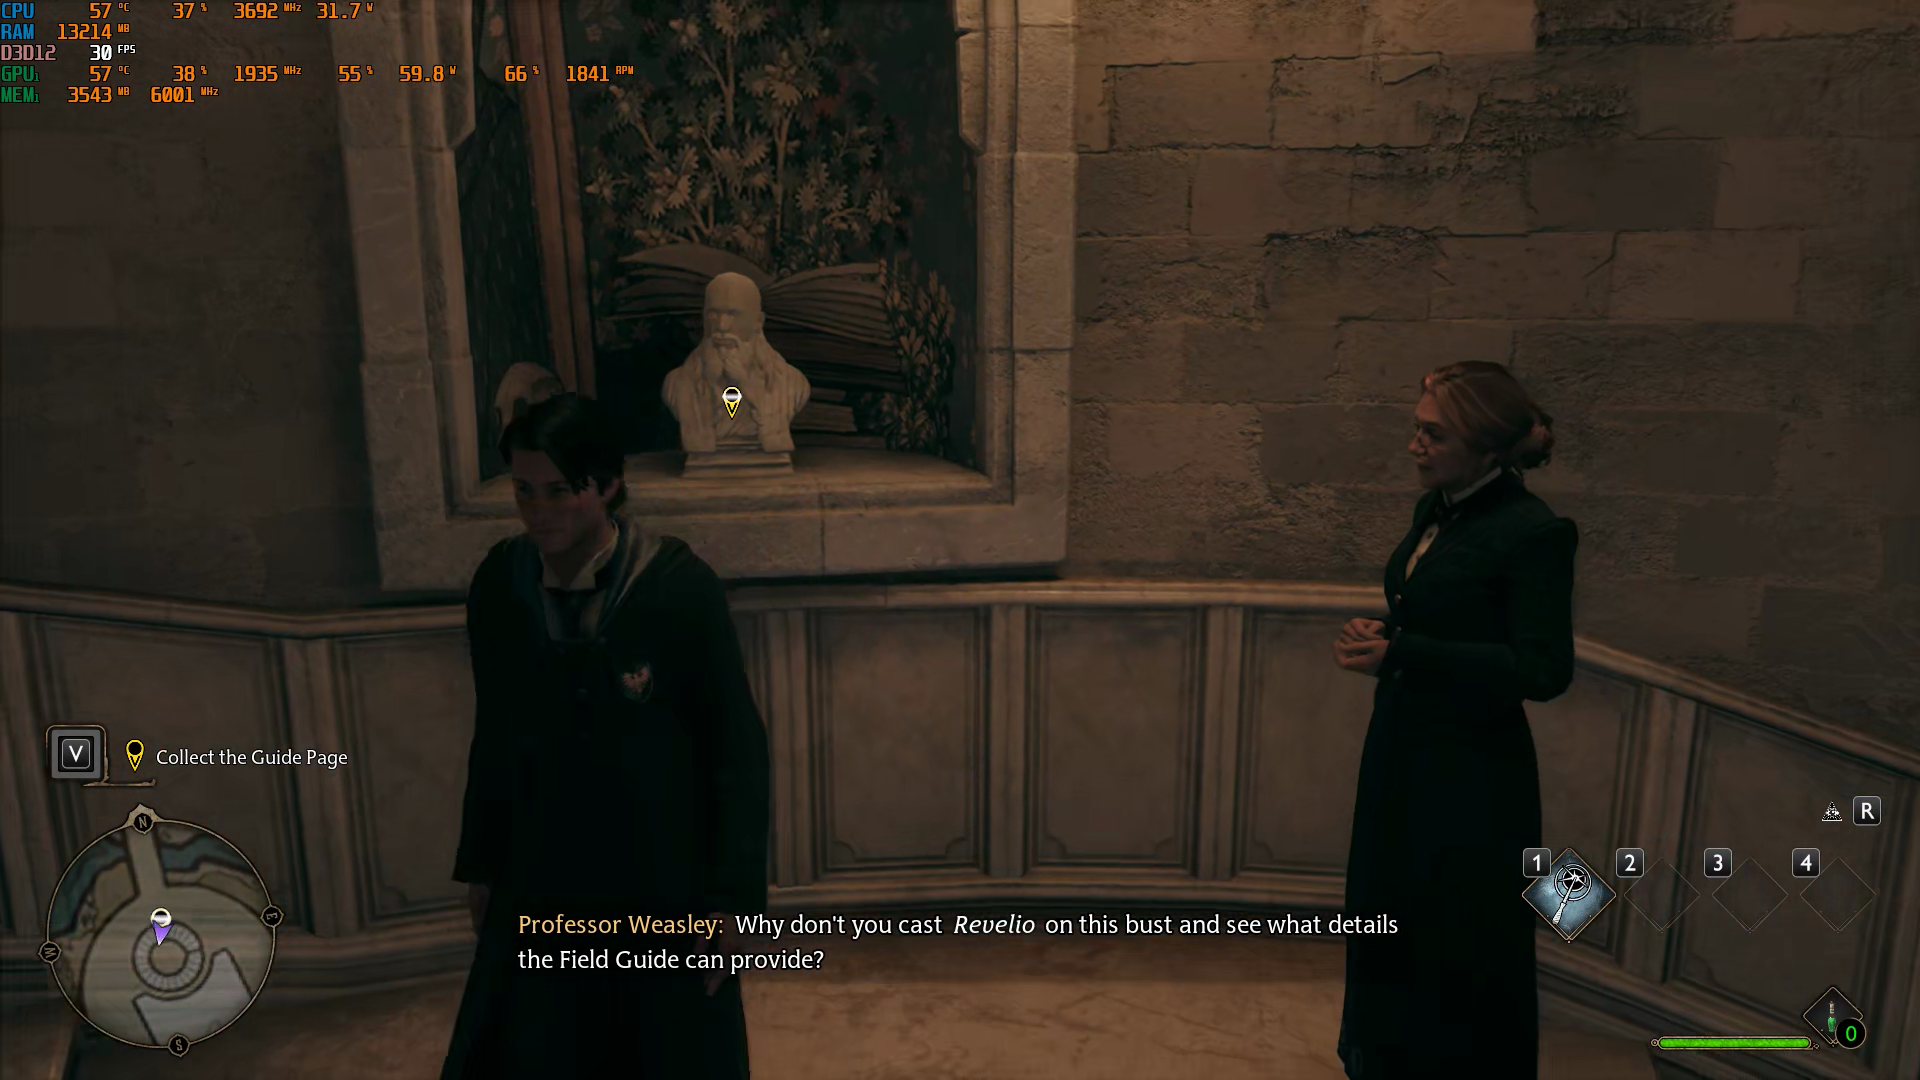 CPU 57 °C 37 % 3692 MHz 31.7 W
RAM 13214 MB
D3D12 30 FPS
GPU1 57 °C 38 % 1935 MHz 55 % 59.8 W 66 % 1841 RPM
MEM1 3543 MB 6001 MHz
V Collect the Guide Page
N
E
W
S
R
1 2 3 4
Professor Weasley: Why don't you cast Revelio on this bust and see what details
the Field Guide can provide?
0